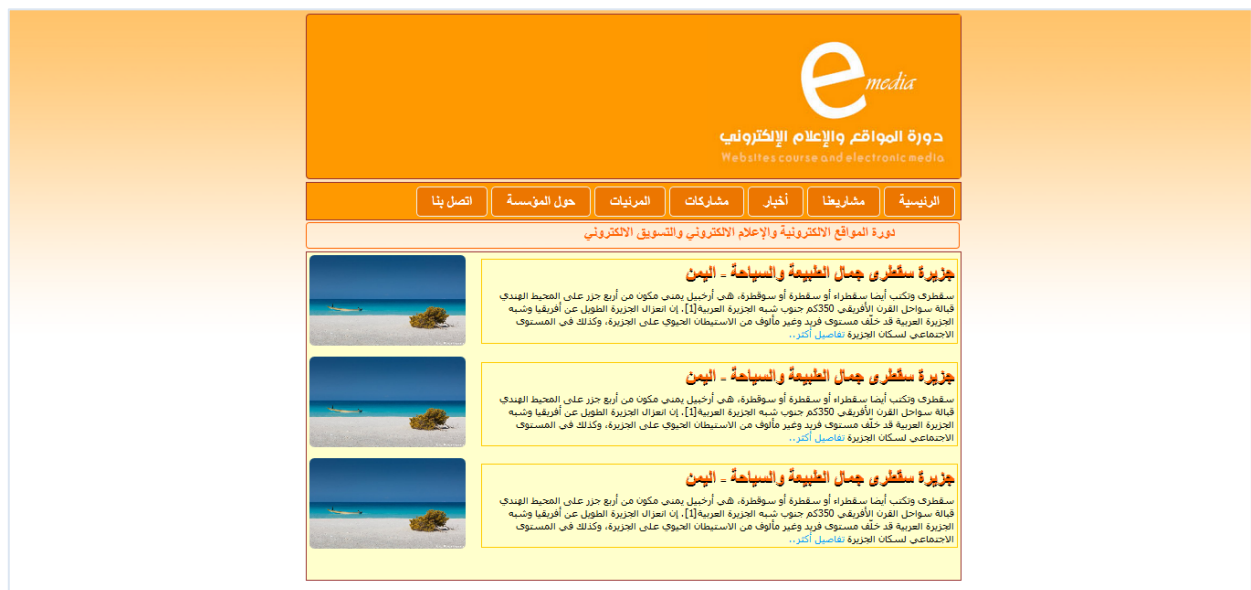 e media
دورة المواقع والإعلام الإلكتروني
Websites course and electronic media
الرئيسية مشاريعنا أخبار مشاركات المرئيات حول المؤسسة اتصل بنا
دورة المواقع الالكترونية والإعلام الالكتروني والتسويق الالكتروني
جزيرة سقطرى جمال الطبيعة والسياحة - اليمن
سقطرى وتكتب أيضا سقطراء أو سقطرة أو سوقطرة، هي أرخبيل يمني مكون من أربع جزر على المحيط الهندي
قبالة سواحل القرن الأفريقي 350كم جنوب شبه الجزيرة العربية[1]. إن انعزال الجزيرة الطويل عن أفريقيا وشبه
الجزيرة العربية قد خلّف مستوى فريد وغير مألوف من الاستيطان الحيوي على الجزيرة، وكذلك في المستوى
الاجتماعي لسكان الجزيرة تفاصيل أكثر..
جزيرة سقطرى جمال الطبيعة والسياحة - اليمن
سقطرى وتكتب أيضا سقطراء أو سقطرة أو سوقطرة، هي أرخبيل يمني مكون من أربع جزر على المحيط الهندي
قبالة سواحل القرن الأفريقي 350كم جنوب شبه الجزيرة العربية[1]. إن انعزال الجزيرة الطويل عن أفريقيا وشبه
الجزيرة العربية قد خلّف مستوى فريد وغير مألوف من الاستيطان الحيوي على الجزيرة، وكذلك في المستوى
الاجتماعي لسكان الجزيرة تفاصيل أكثر..
جزيرة سقطرى جمال الطبيعة والسياحة - اليمن
سقطرى وتكتب أيضا سقطراء أو سقطرة أو سوقطرة، هي أرخبيل يمني مكون من أربع جزر على المحيط الهندي
قبالة سواحل القرن الأفريقي 350كم جنوب شبه الجزيرة العربية[1]. إن انعزال الجزيرة الطويل عن أفريقيا وشبه
الجزيرة العربية قد خلّف مستوى فريد وغير مألوف من الاستيطان الحيوي على الجزيرة، وكذلك في المستوى
الاجتماعي لسكان الجزيرة تفاصيل أكثر..